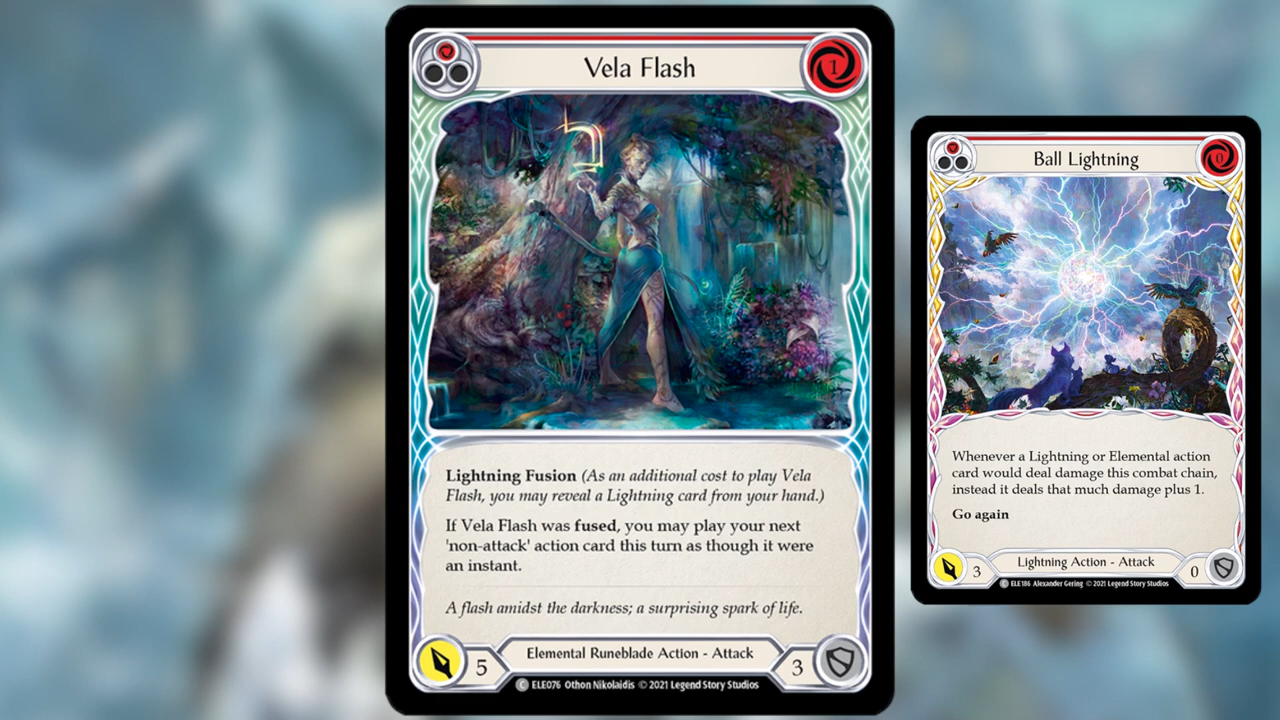 Vela Flash
1
Lightning Fusion (As an additional cost to play Vela
Flash, you may reveal a Lightning card from your hand.)
If Vela Flash was fused, you may play your next
'non-attack' action card this turn as though it were
an instant.
A flash amidst the darkness; a surprising spark of life.
5
Elemental Runeblade Action - Attack
3
C ELE076 Othon Nikolaidis © 2021 Legend Story Studios
Ball Lightning
0
Whenever a Lightning or Elemental action
card would deal damage this combat chain,
instead it deals that much damage plus 1.
Go again
3
Lightning Action - Attack
0
C ELE186 Alexander Gering © 2021 Legend Story Studios